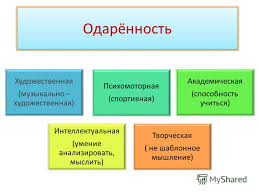 Одарённость
Художественная
(музыкально –
художественная)
Психомоторная
(спортивная)
Академическая
(способность
учиться)
Интеллектуальная
(умение
анализировать,
мыслить)
Творческая
( не шаблонное
мышление)
MyShared